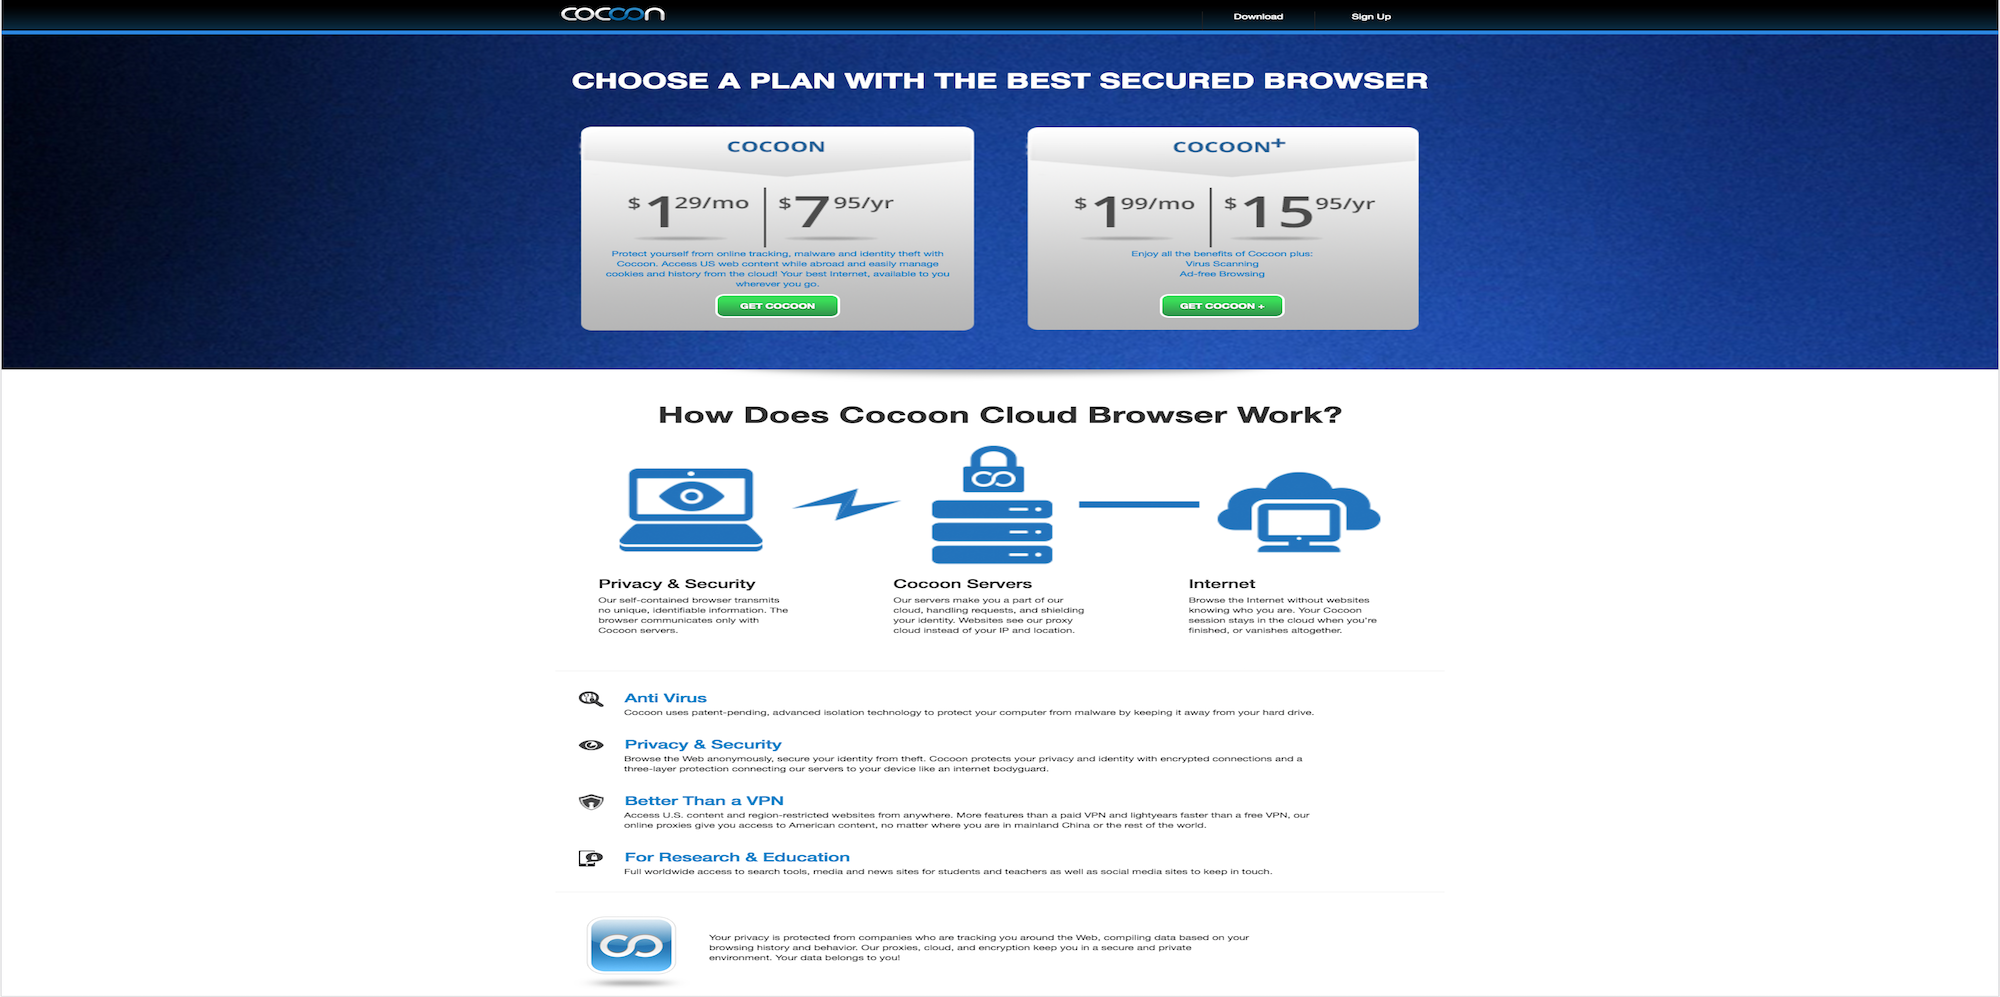 COCOON
Download
Sign Up
CHOOSE A PLAN WITH THE BEST SECURED BROWSER
COCOON
$129/mo
$795/yr
Protect yourself from online tracking, malware and identity theft with
Cocoon. Access US web content while abroad and easily manage
cookies and history from the cloud! Your best Internet, available to you
wherever you go.
GET COCOON
COCOON+
$199/mo
$1595/yr
Enjoy all the benefits of Cocoon plus:
Virus Scanning
Ad-free Browsing
GET COCOON +
How Does Cocoon Cloud Browser Work?
Privacy & Security
Our self-contained browser transmits
no unique, identifiable information. The
browser communicates only with
Cocoon servers.
Cocoon Servers
Our servers make you a part of our
cloud, handling requests, and shielding
your identity. Websites see our proxy
cloud instead of your IP and location.
Internet
Browse the Internet without websites
knowing who you are. Your Cocoon
session stays in the cloud when you're
finished, or vanishes altogether.
Anti Virus
Cocoon uses patent-pending, advanced isolation technology to protect your computer from malware by keeping it away from your hard drive.
Privacy & Security
Browse the Web anonymously, secure your identity from theft. Cocoon protects your privacy and identity with encrypted connections and a
three-layer protection connecting our servers to your device like an internet bodyguard.
Better Than a VPN
Access U.S. content and region-restricted websites from anywhere. More features than a paid VPN and lightyears faster than a free VPN, our
online proxies give you access to American content, no matter where you are in mainland China or the rest of the world.
For Research & Education
Full worldwide access to search tools, media and news sites for students and teachers as well as social media sites to keep in touch.
Your privacy is protected from companies who are tracking you around the Web, compiling data based on your
browsing history and behavior. Our proxies, cloud, and encryption keep you in a secure and private
environment. Your data belongs to you!